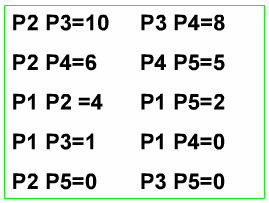 P2 P3=10 P3 P4=8
P2 P4=6 P4 P5=5
P1 P2 =4 P1 P5=2
P1 P3=1 P1 P4=0
P2 P5=0 P3 P5=0